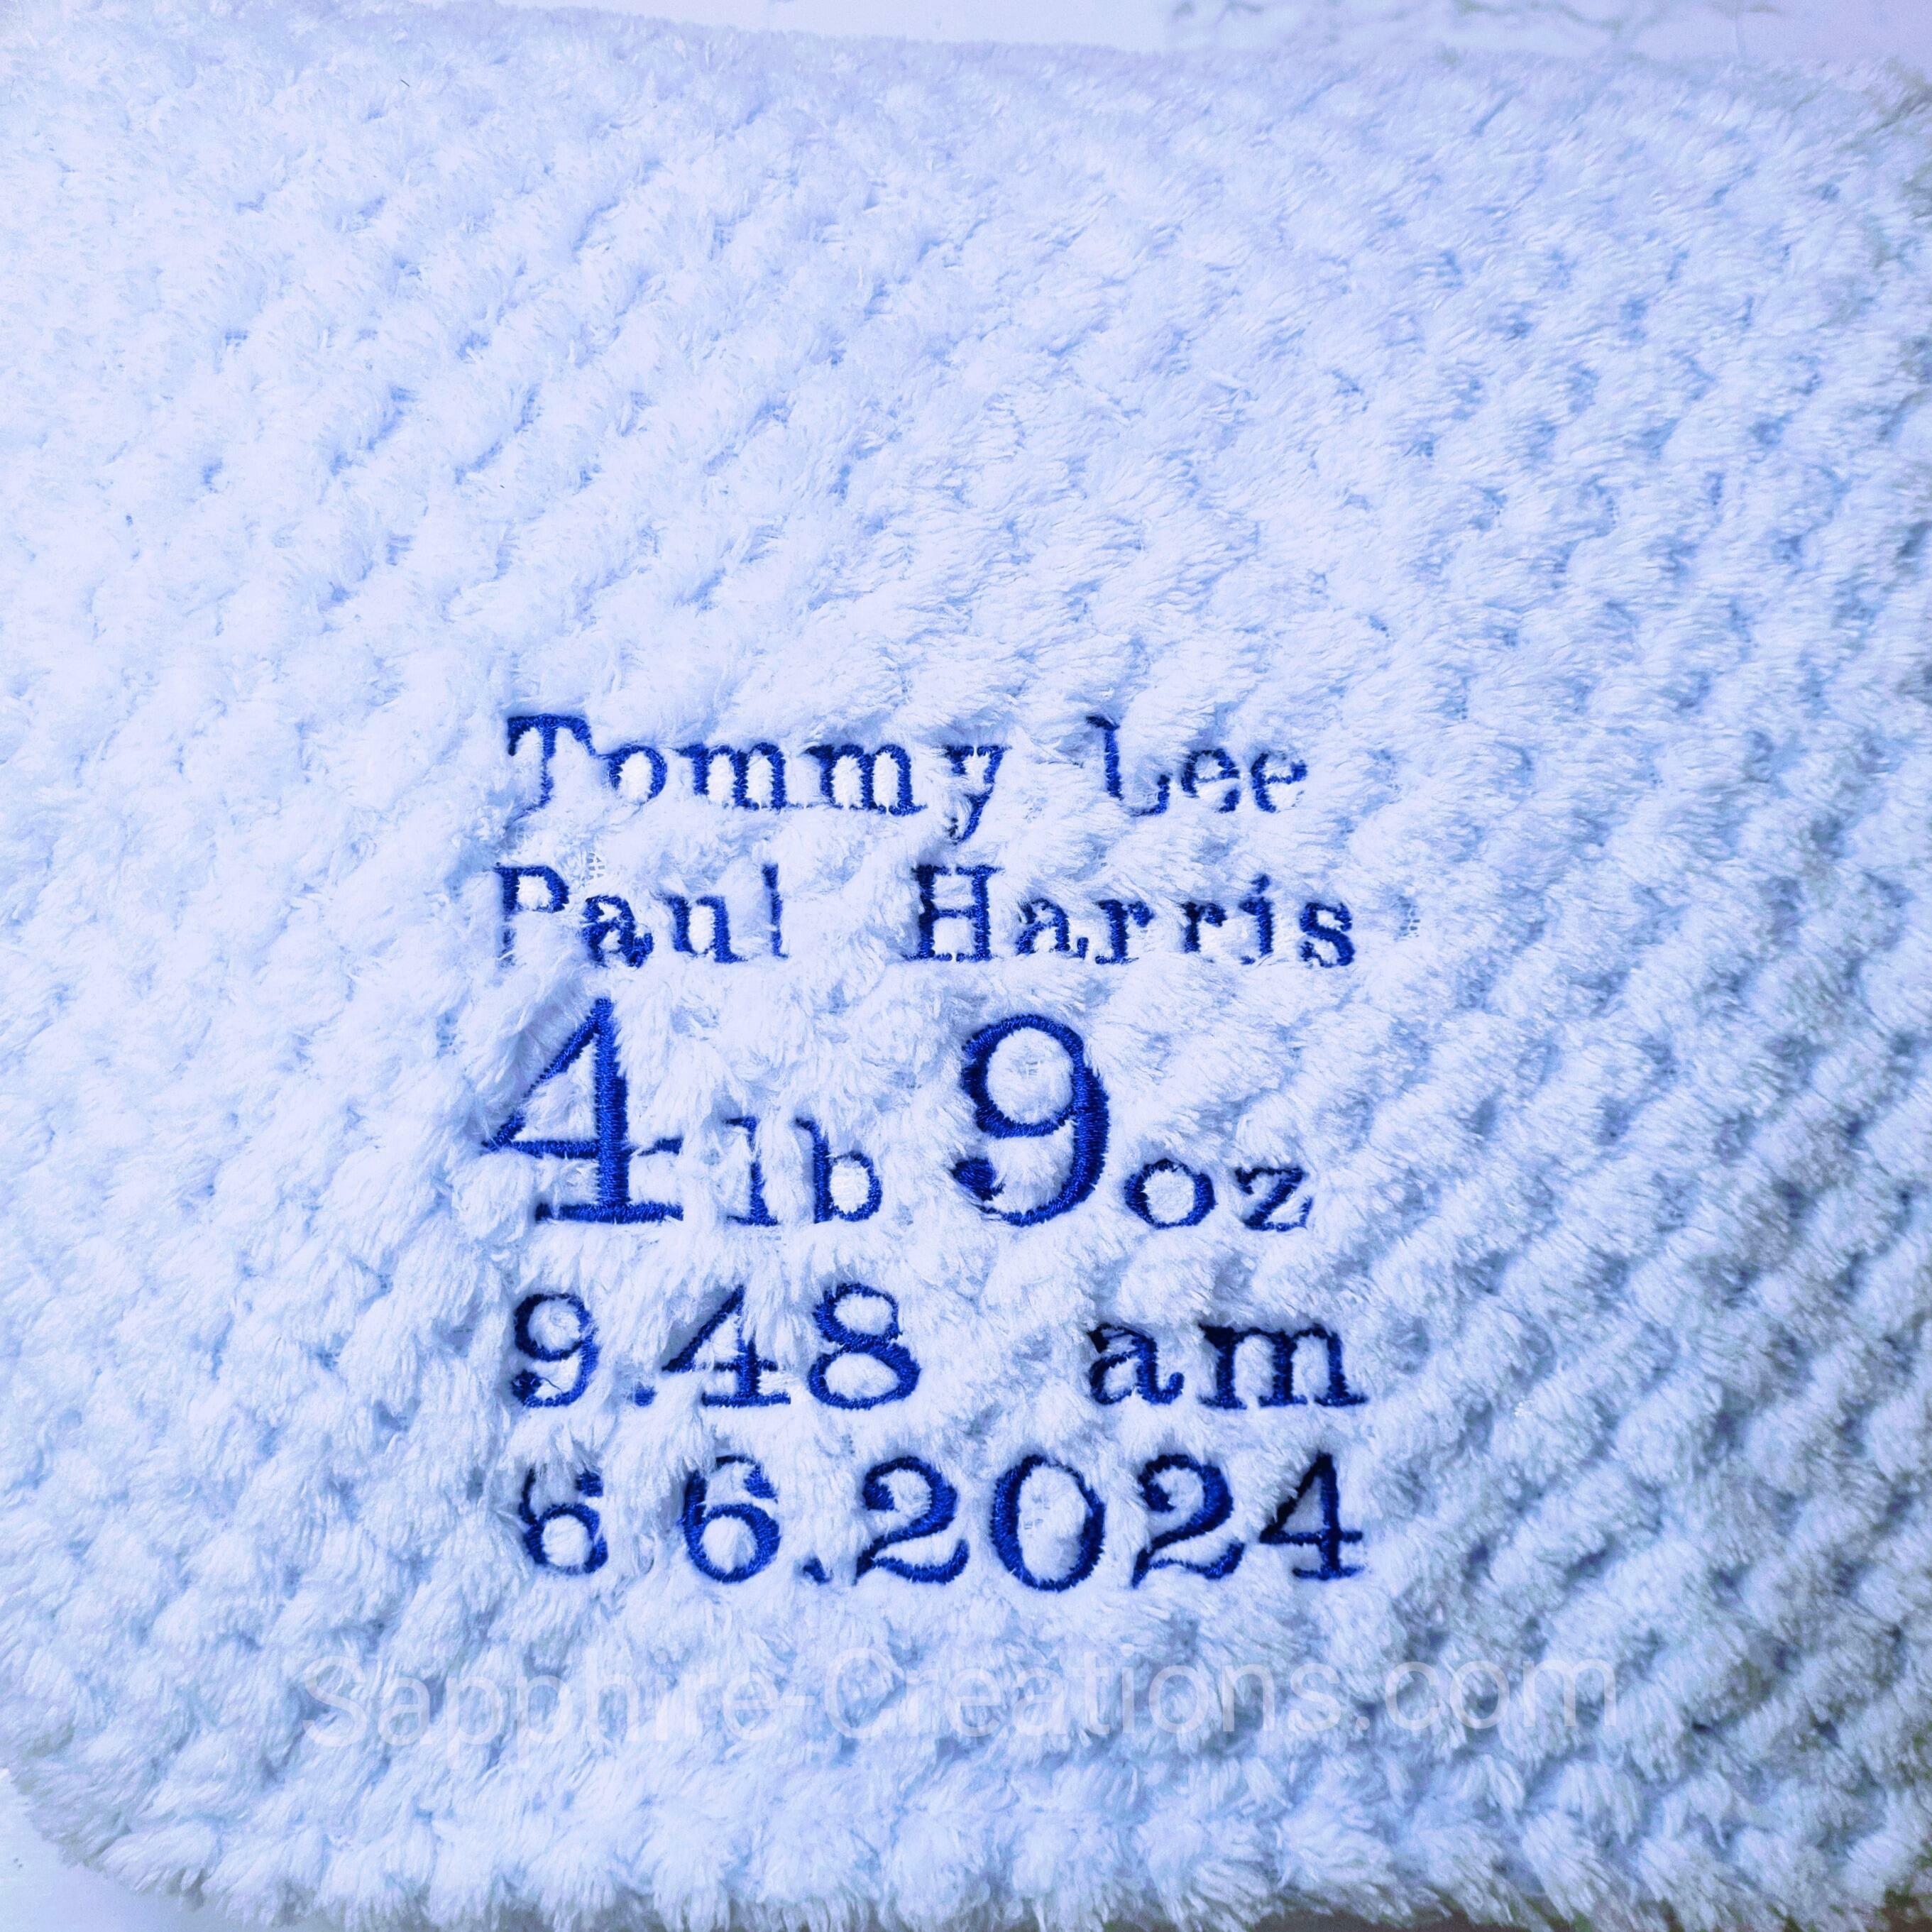 Tommy Lee
Paul Harris
4lb 9oz
9.48 am
6.6.2024
Sapphire-Creations.com